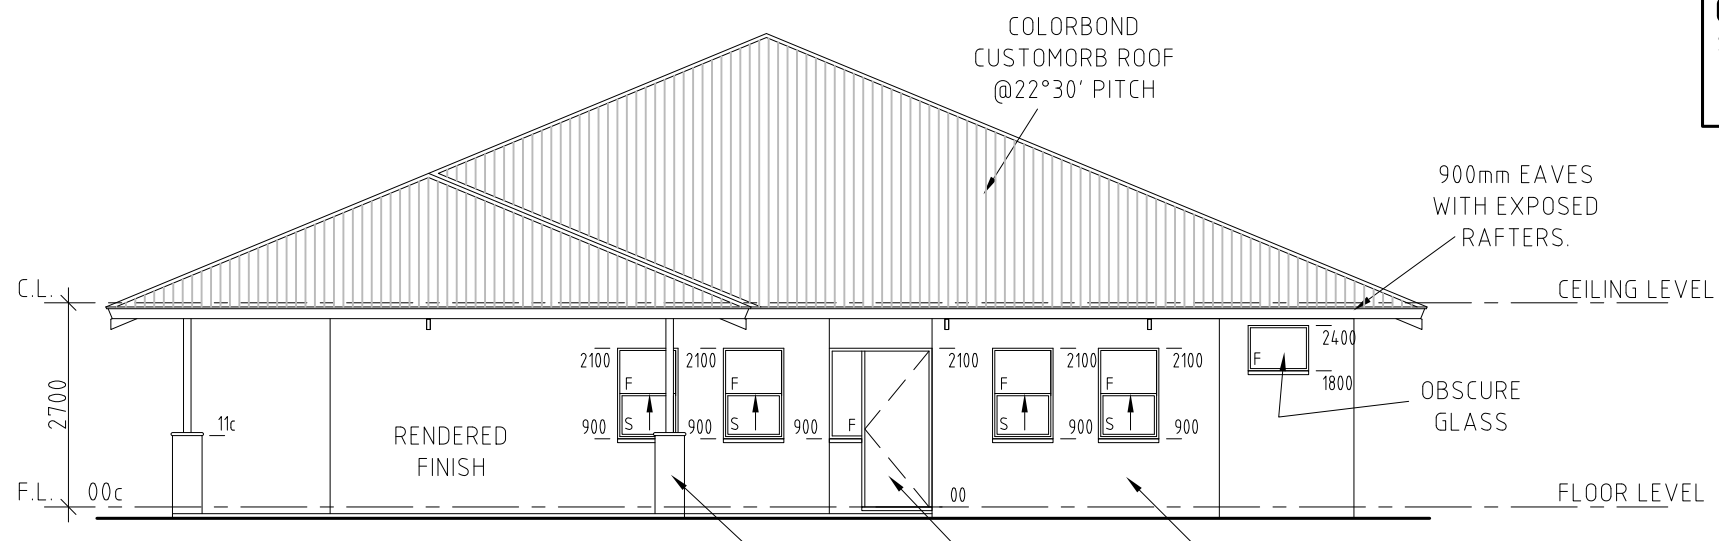 COLORBOND
CUSTOMORB ROOF
@22°30' PITCH
900mm EAVES
WITH EXPOSED
RAFTERS.
C.L.
CEILING LEVEL
2400
2100
2100
2100
2100
2100
F
F
F
F
F
1800
2700
OBSCURE
GLASS
11c
900
S
900
S
900
F
S
900
S
900
RENDERED
FINISH
F.L.
00c
00
FLOOR LEVEL